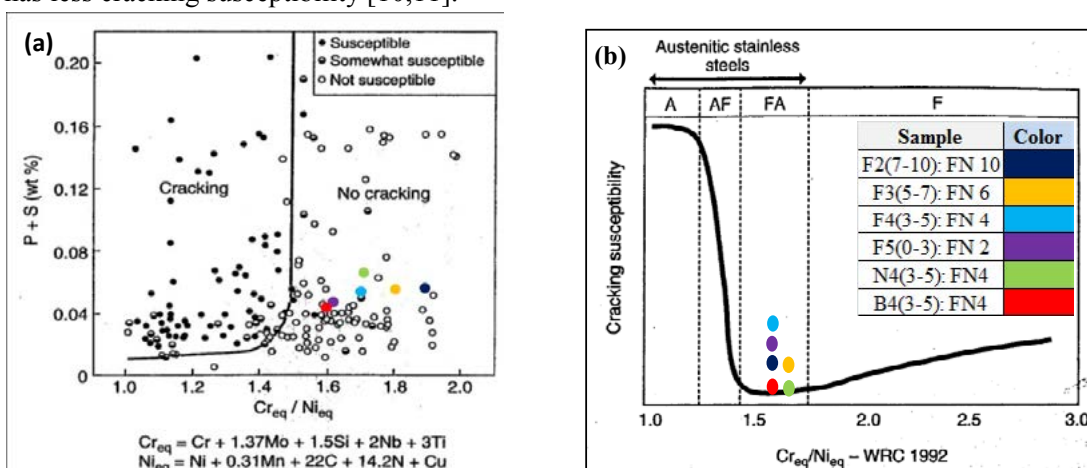 has less cracking susceptibility [10,11].
(a)
0.20
0.16
0.12
0.08
0.04
0
P + S (wt %)
Susceptible
Somewhat susceptible
Not susceptible
Cracking
No cracking
1.0 1.2 1.4 1.6 1.8 2.0
Creq / Nieq
Creq = Cr + 1.37Mo + 1.5Si + 2Nb + 3Ti
Nieq = Ni + 0.31Mn + 22C + 14.2N + Cu
(b)
Austenitic stainless
steels
A AF FA F
Cracking susceptibility
Sample Color
F2(7-10): FN 10
F3(5-7): FN 6
F4(3-5): FN 4
F5(0-3): FN 2
N4(3-5): FN4
B4(3-5): FN4
1.0 1.5 2.0 2.5 3.0
Creq/Nieq – WRC 1992